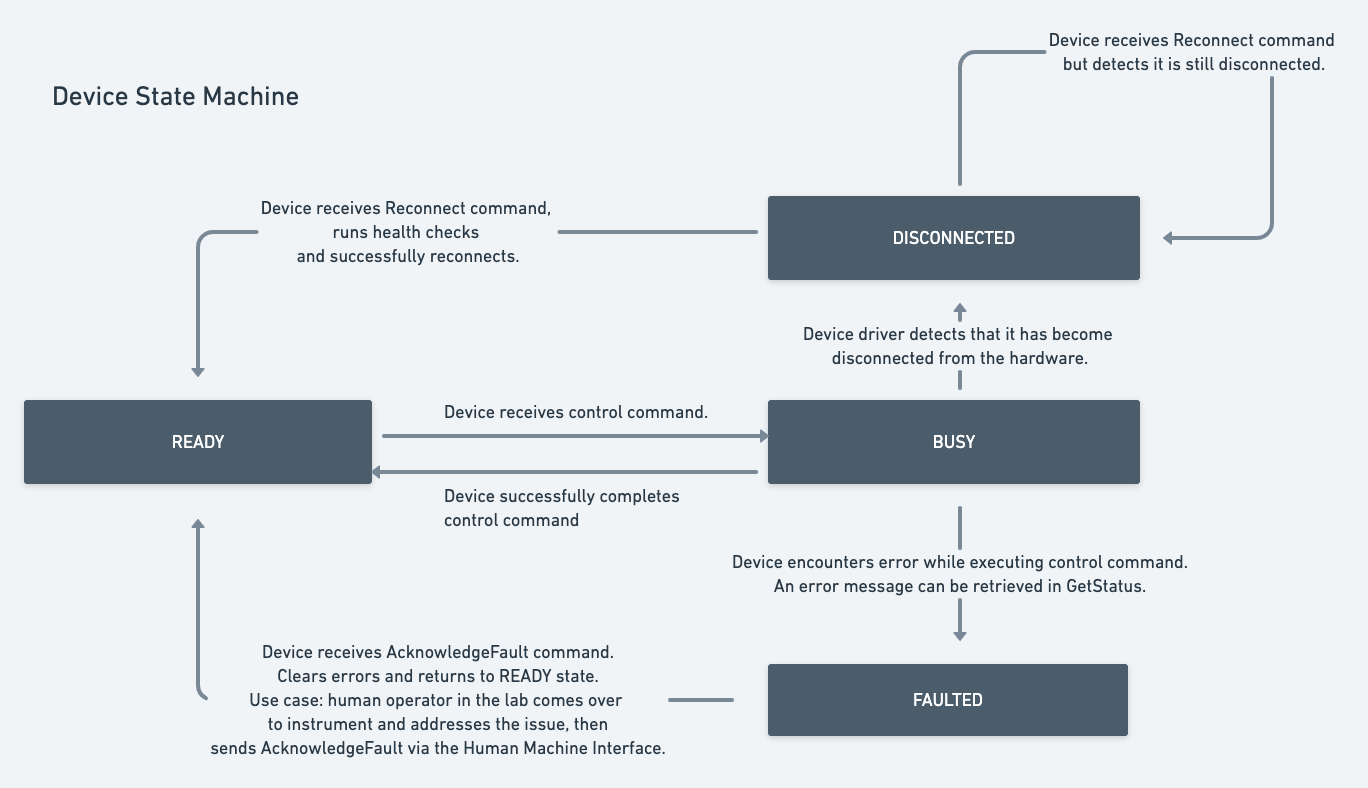 Device receives Reconnect command
but detects it is still disconnected.
Device State Machine
Device receives Reconnect command,
runs health checks
and successfully reconnects.
DISCONNECTED
Device driver detects that it has become
disconnected from the hardware.
READY
Device receives control command.
BUSY
Device successfully completes
control command
Device encounters error while executing control command.
An error message can be retrieved in GetStatus.
Device receives AcknowledgeFault command.
Clears errors and returns to READY state.
Use case: human operator in the lab comes over
to instrument and addresses the issue, then
sends AcknowledgeFault via the Human Machine Interface.
FAULTED